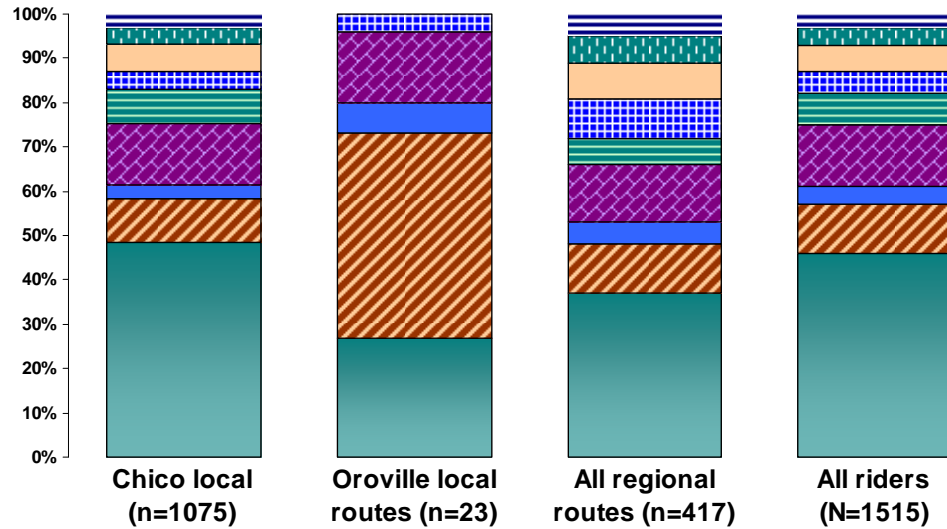 100%
90%
80%
70%
60%
50%
40%
30%
20%
10%
0%
Chico local
(n=1075)
Oroville local
routes (n=23)
All regional
routes (n=417)
All riders
(N=1515)